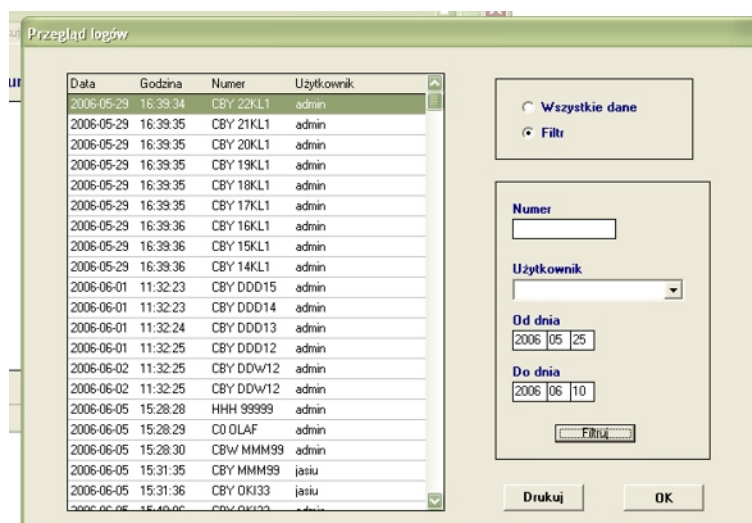 Przegląd logów
Data Godzina Numer Użytkownik
2006-05-29 16:39:34 CBY 22KL1 admin
2006-05-29 16:39:35 CBY 21KL1 admin
2006-05-29 16:39:35 CBY 20KL1 admin
2006-05-29 16:39:35 CBY 19KL1 admin
2006-05-29 16:39:35 CBY 18KL1 admin
2006-05-29 16:39:35 CBY 17KL1 admin
2006-05-29 16:39:36 CBY 16KL1 admin
2006-05-29 16:39:36 CBY 15KL1 admin
2006-05-29 16:39:36 CBY 14KL1 admin
2006-06-01 11:32:23 CBY DDD15 admin
2006-06-01 11:32:23 CBY DDD14 admin
2006-06-01 11:32:24 CBY DDD13 admin
2006-06-01 11:32:25 CBY DDD12 admin
2006-06-02 11:32:25 CBY DDW12 admin
2006-06-02 11:32:25 CBY DDW12 admin
2006-06-05 15:28:28 HHH 99999 admin
2006-06-05 15:28:29 CO OLAF admin
2006-06-05 15:28:30 CBW MMM99 admin
2006-06-05 15:31:35 CBY MMM99 jasiu
2006-06-05 15:31:36 CBY OKI33 jasiu
Wszystkie dane
Filtr
Numer
Użytkownik
Od dnia
2006 05 25
Do dnia
2006 06 10
Filtruj
Drukuj OK